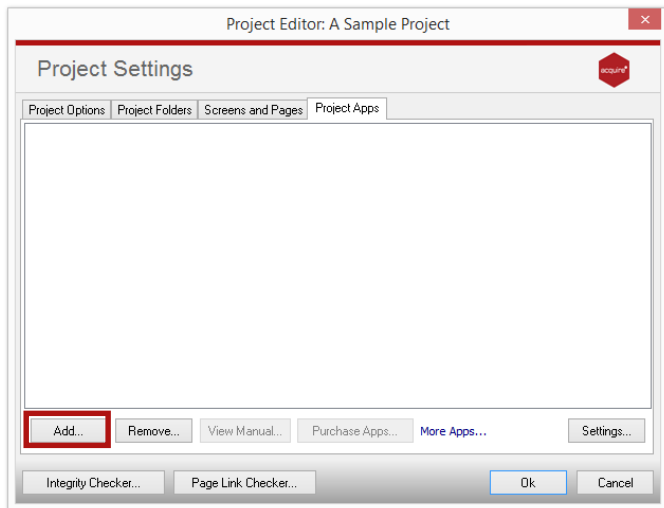 Project Editor: A Sample Project
Project Settings
acquire
Project Options Project Folders Screens and Pages Project Apps
Add... Remove... View Manual... Purchase Apps... More Apps... Settings...
Integrity Checker... Page Link Checker... Ok Cancel